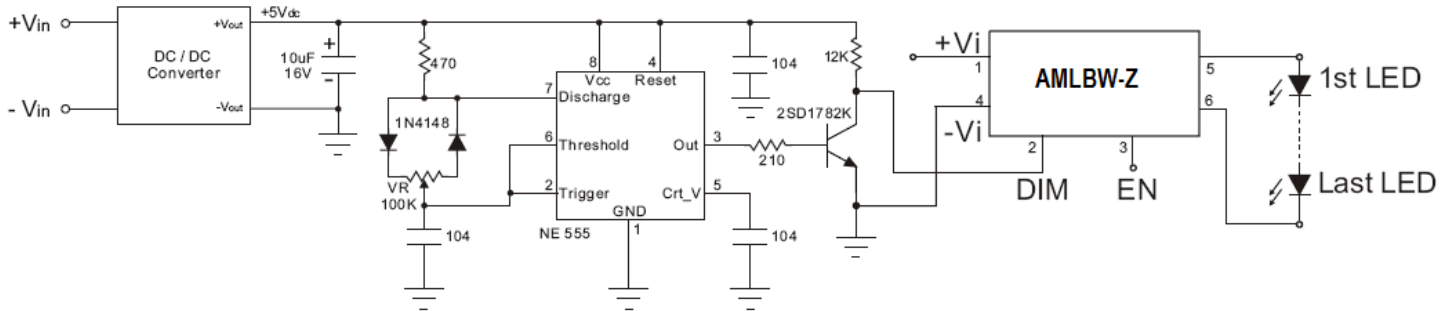 +Vin
- Vin
DC / DC
Converter
+Vout
-Vout
+5Vdc
+
10uF
16V
-
470
1N4148
VR
100K
104
8
Vcc
4
Reset
7
Discharge
6
Threshold
2
Trigger
Out
3
Crt_V
5
GND
1
NE 555
104
104
210
12K
2SD1782K
+Vi
1
4
-Vi
AMLBW-Z
2
DIM
3
EN
5
6
1st LED
Last LED